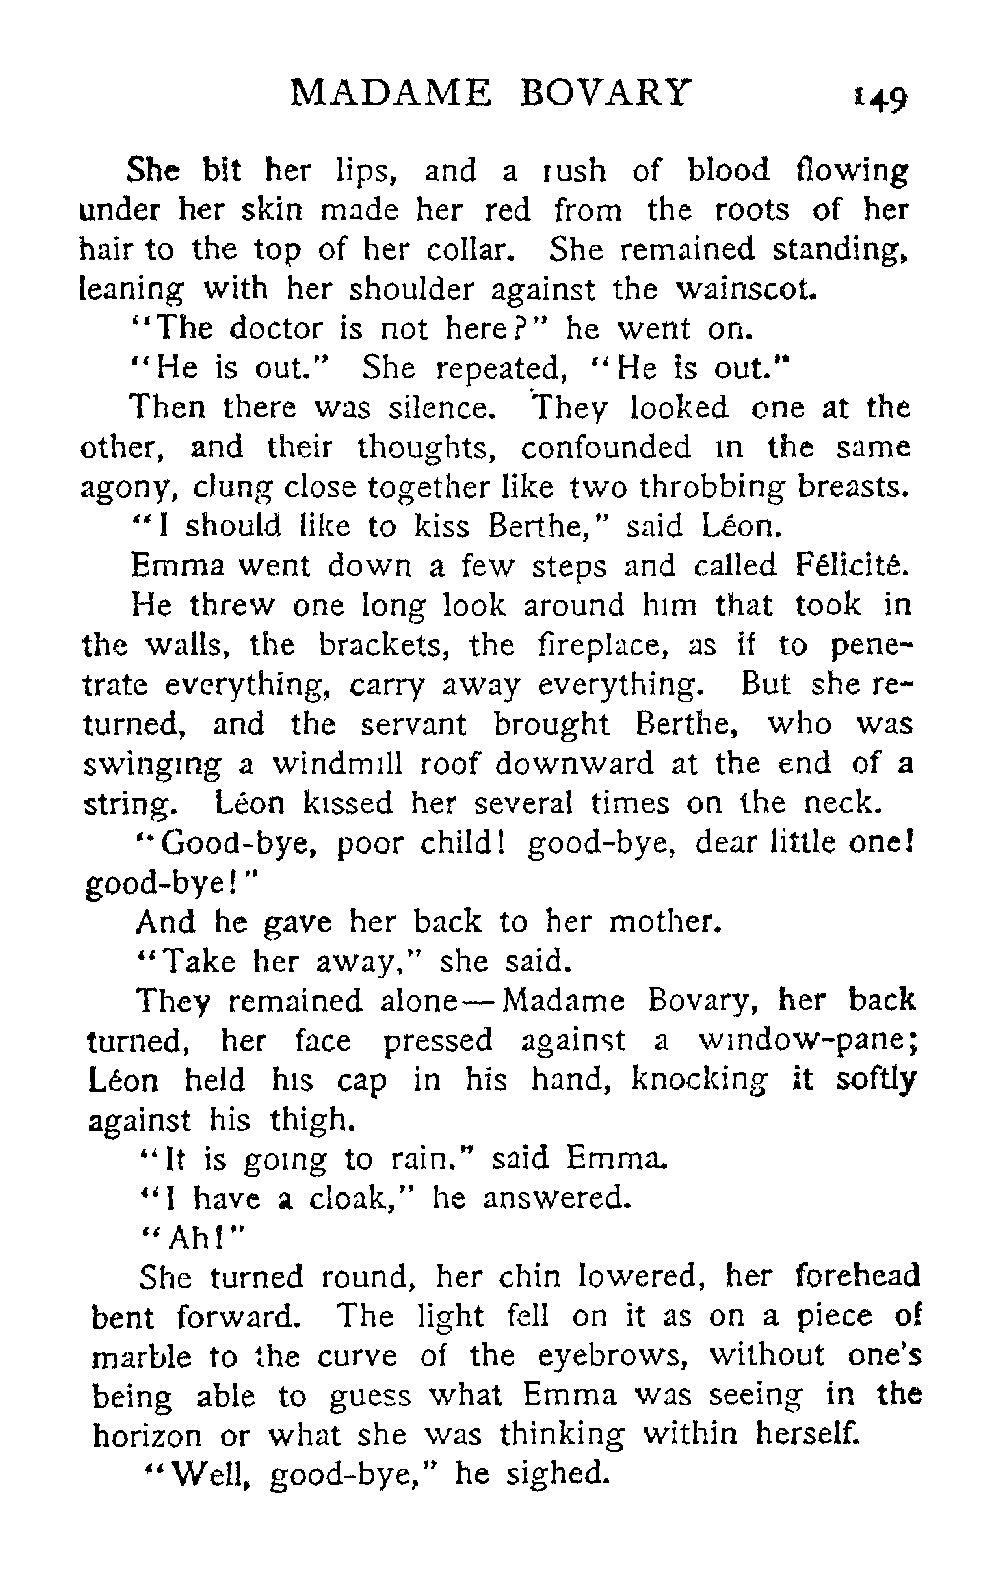 MADAME BOVARY 149
She bit her lips, and a rush of blood flowing
under her skin made her red from the roots of her
hair to the top of her collar. She remained standing,
leaning with her shoulder against the wainscot.
"The doctor is not here?" he went on.
"He is out." She repeated, "He is out."
Then there was silence. They looked one at the
other, and their thoughts, confounded in the same
agony, clung close together like two throbbing breasts.
"I should like to kiss Berthe," said Léon.
Emma went down a few steps and called Félicité.
He threw one long look around him that took in
the walls, the brackets, the fireplace, as if to pene-
trate everything, carry away everything. But she re-
turned, and the servant brought Berthe, who was
swinging a windmill roof downward at the end of a
string. Léon kissed her several times on the neck.
"Good-bye, poor child! good-bye, dear little one!
good-bye!"
And he gave her back to her mother.
"Take her away," she said.
They remained alone—Madame Bovary, her back
turned, her face pressed against a window-pane;
Léon held his cap in his hand, knocking it softly
against his thigh.
"It is going to rain." said Emma.
"I have a cloak," he answered.
"Ah!"
She turned round, her chin lowered, her forehead
bent forward. The light fell on it as on a piece of
marble to the curve of the eyebrows, without one's
being able to guess what Emma was seeing in the
horizon or what she was thinking within herself.
"Well, good-bye," he sighed.